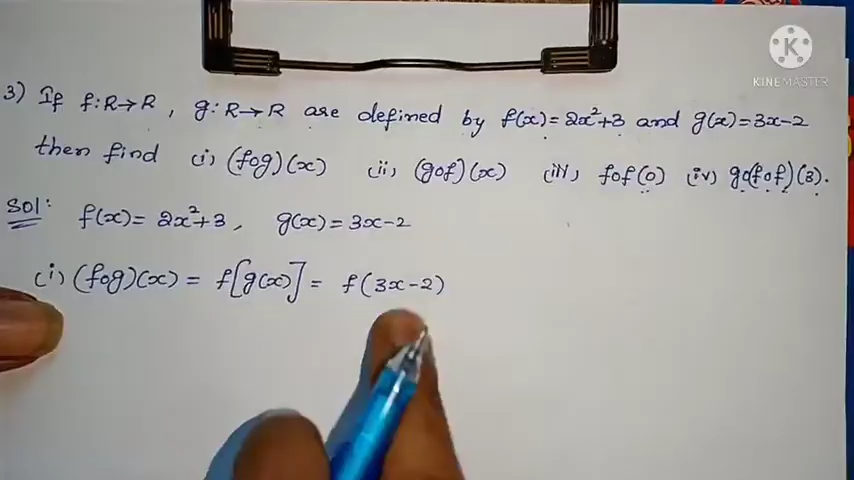 K
KINEMASTER
3) If f:R→R , g:R→R are defined by f(x)=2x²+3 and g(x)=3x-2
then find (i) (fog)(x) (ii) (gof)(x) (iii) fof(0) (iv) go(fof)(3).
Sol: f(x)=2x²+3, g(x)=3x-2
(i) (fog)(x) = f[g(x)] = f(3x-2)